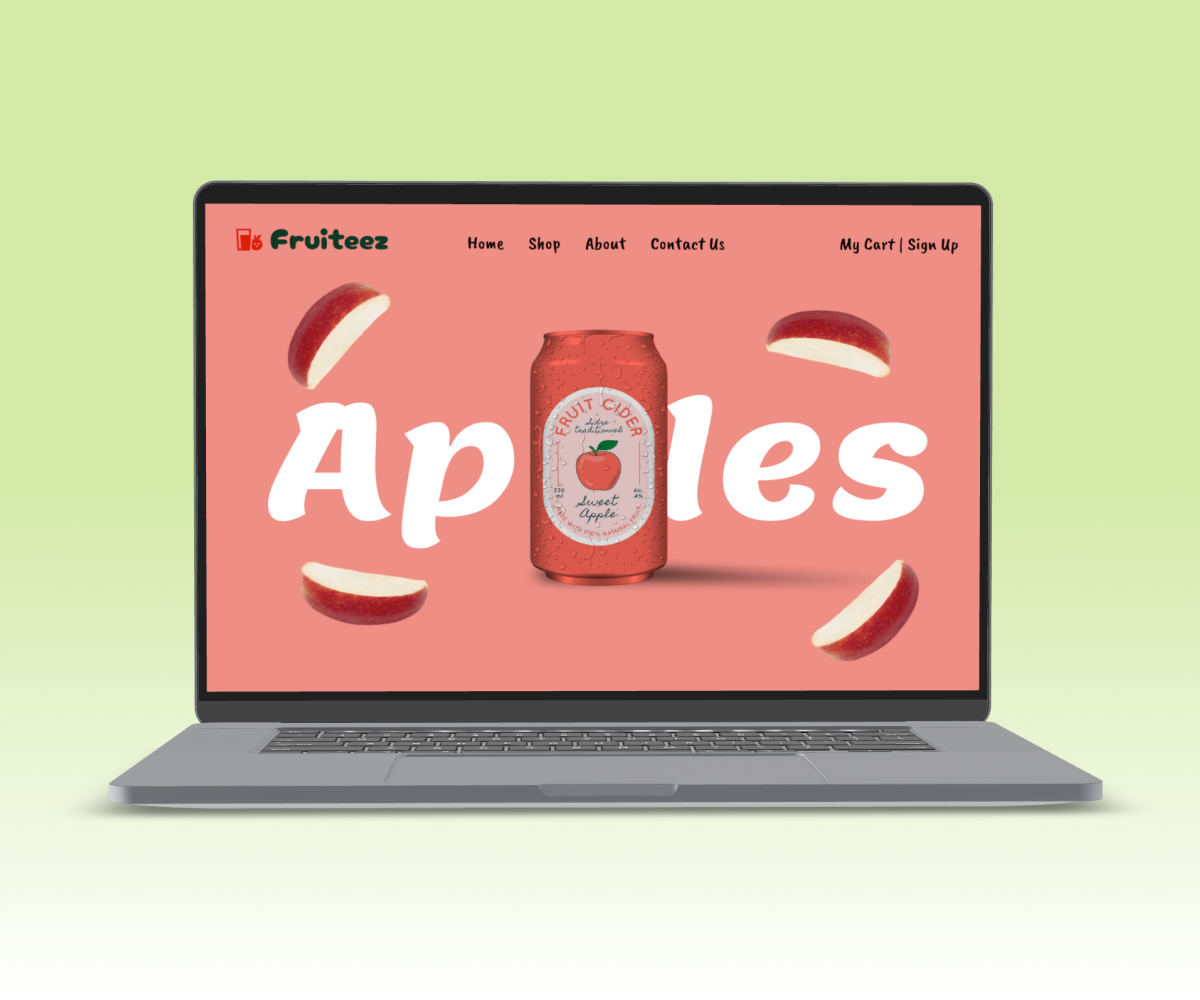 Fruiteez
Home Shop About Contact Us
My Cart | Sign Up
Ap les
FRUIT CIDER
Sidre
traditionnel
330
ml
Alc.
4%
Sweet
Apple
MADE WITH 100% NATURAL FRUIT